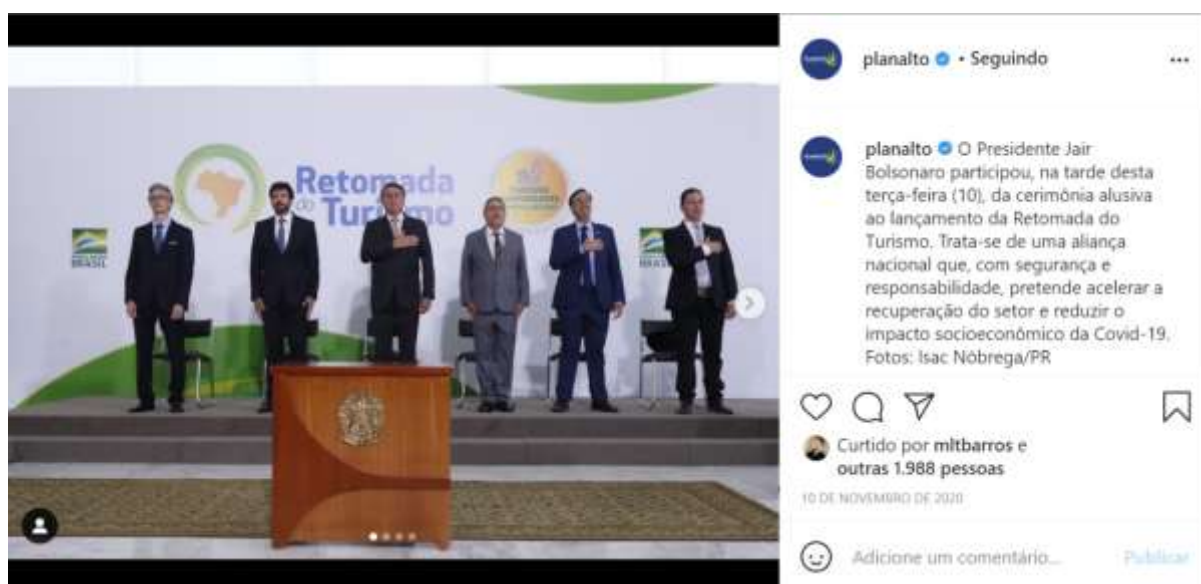 Retomada
do
Turismo
BRASIL
BRASIL
planalto • Seguindo
planalto O Presidente Jair
Bolsonaro participou, na tarde desta
terça-feira (10), da cerimônia alusiva
ao lançamento da Retomada do
Turismo. Trata-se de uma aliança
nacional que, com segurança e
responsabilidade, pretende acelerar a
recuperação do setor e reduzir o
impacto socioeconômico da Covid-19.
Fotos: Isac Nóbrega/PR
Curtido por mltbarros e
outras 1.988 pessoas
10 DE NOVEMBRO DE 2020
Adicione um comentário...
Publicar